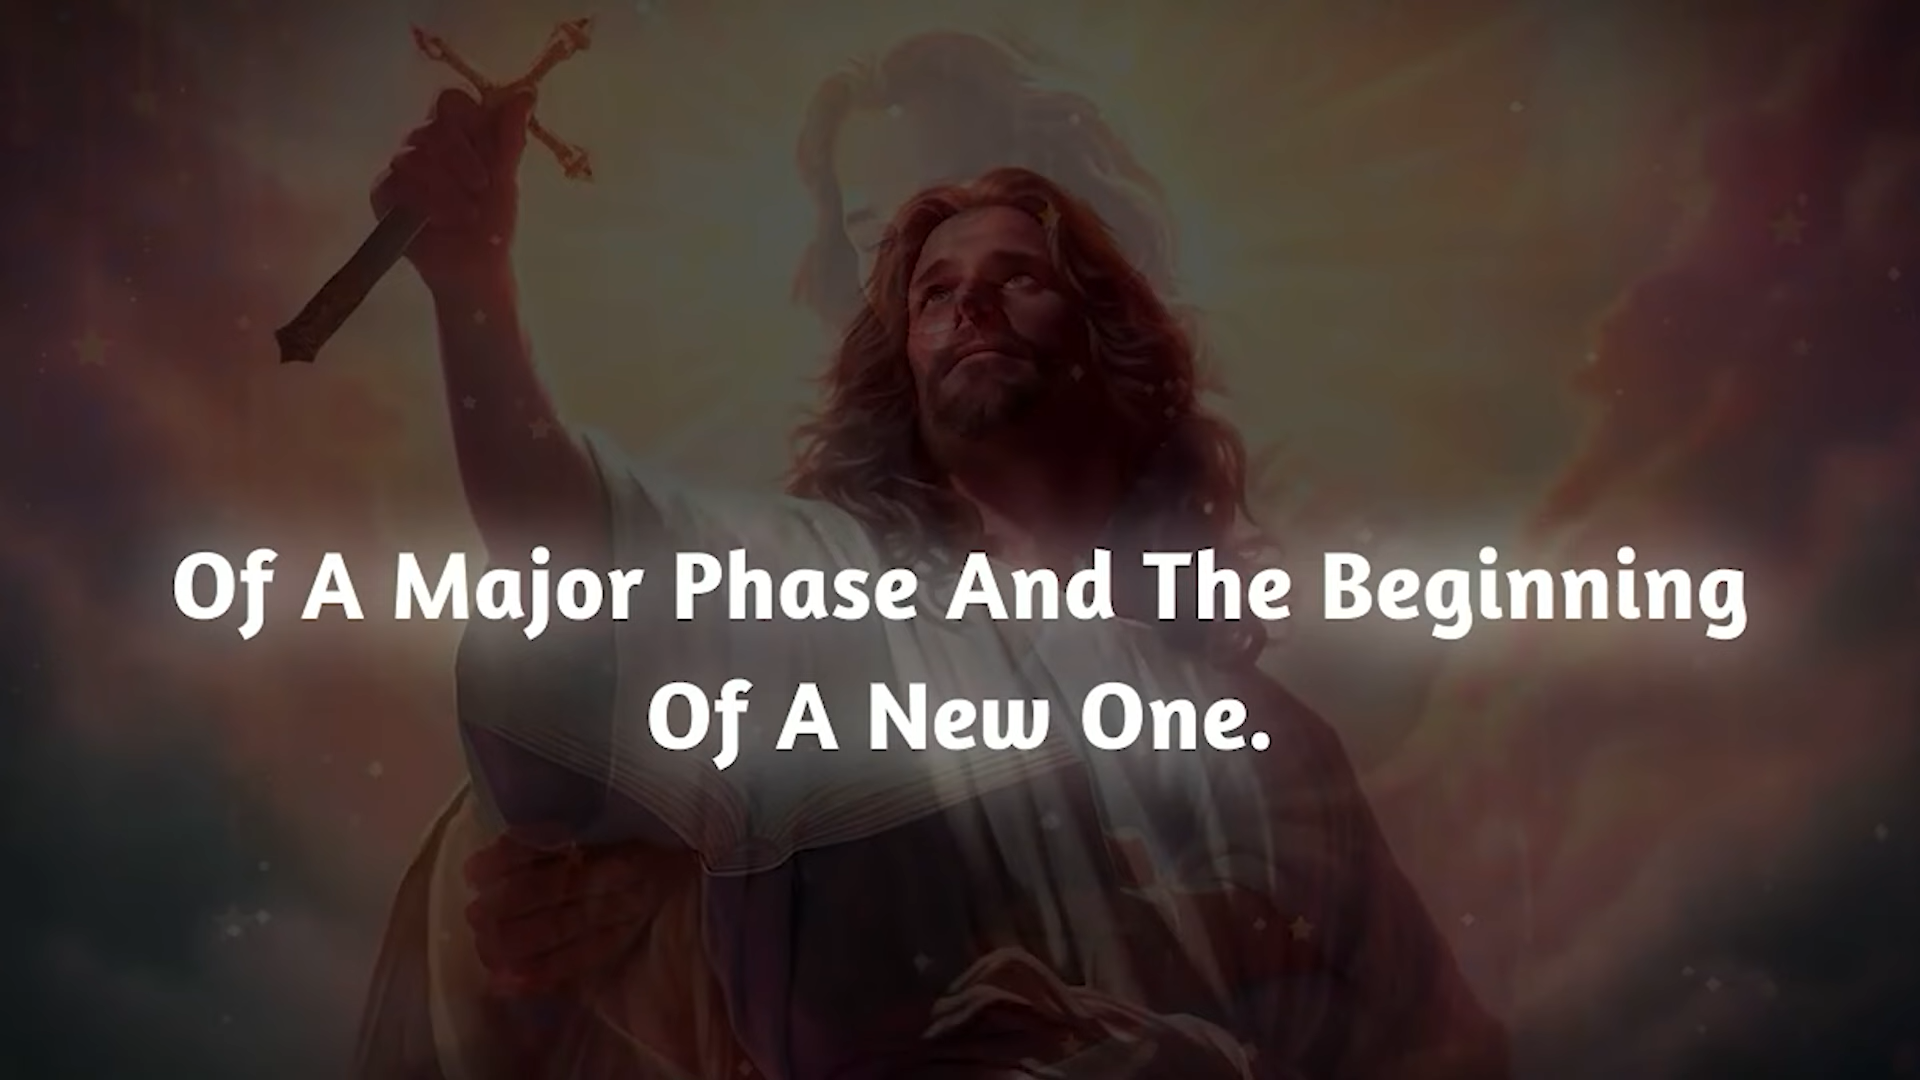 Of A Major Phase And The Beginning
Of A New One.